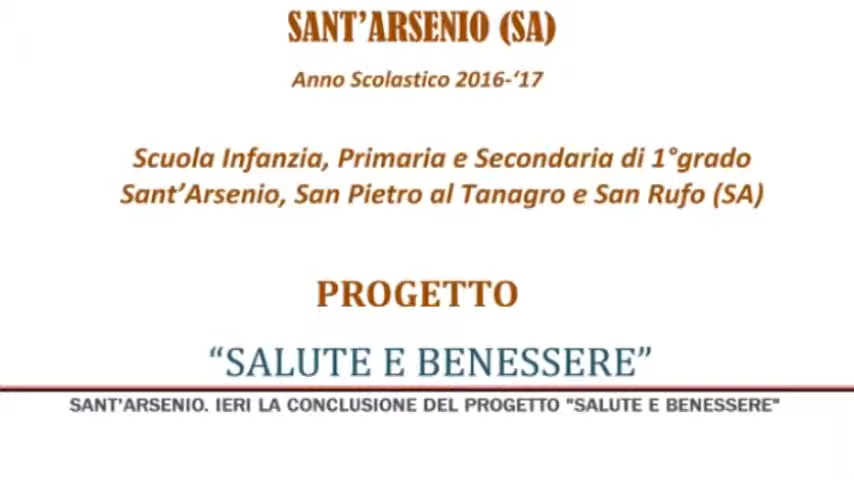 SANT'ARSENIO (SA)
Anno Scolastico 2016-‘17
Scuola Infanzia, Primaria e Secondaria di 1°grado
Sant’Arsenio, San Pietro al Tanagro e San Rufo (SA)
PROGETTO
“SALUTE E BENESSERE”
SANT'ARSENIO. IERI LA CONCLUSIONE DEL PROGETTO "SALUTE E BENESSERE"